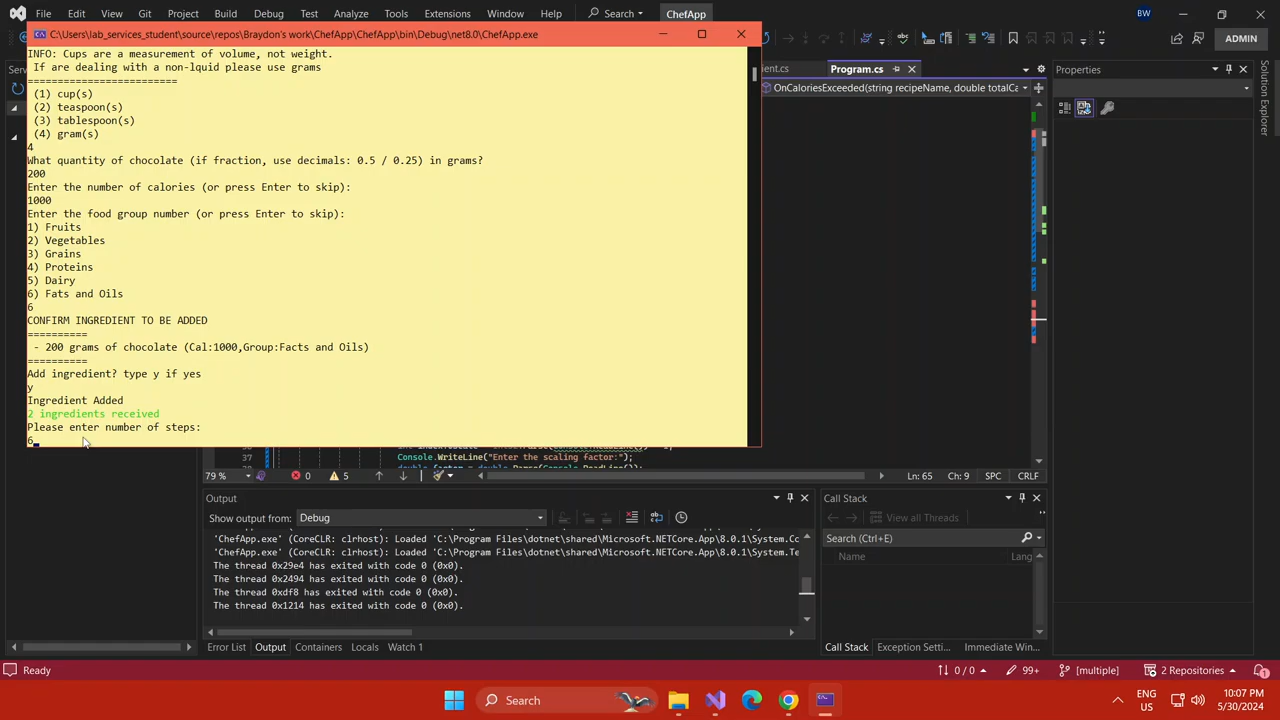 File Edit View Git Project Build Debug Test Analyze Tools Extensions Window Help Search ChefApp BW
C:\Users\lab_services_student\source\repos\Braydon's work\ChefApp\ChefApp\bin\Debug\net8.0\ChefApp.exe
ADMIN
INFO: Cups are a measurement of volume, not weight.
If are dealing with a non-lquid please use grams
========================
(1) cup(s)
(2) teaspoon(s)
(3) tablespoon(s)
(4) gram(s)
4
What quantity of chocolate (if fraction, use decimals: 0.5 / 0.25) in grams?
200
Enter the number of calories (or press Enter to skip):
1000
Enter the food group number (or press Enter to skip):
1) Fruits
2) Vegetables
3) Grains
4) Proteins
5) Dairy
6) Fats and Oils
6
CONFIRM INGREDIENT TO BE ADDED
==========
- 200 grams of chocolate (Cal:1000,Group:Facts and Oils)
==========
Add ingredient? type y if yes
y
Ingredient Added
2 ingredients received
Please enter number of steps:
6
Serv
ient.cs Program.cs
OnCaloriesExceeded(string recipeName, double totalCa
Properties
Solution Explorer
Console.WriteLine("Enter the scaling factor:");
37
79 % 0 5 Ln: 65 Ch: 9 SPC CRLF
Output
Show output from: Debug
'ChefApp.exe' (CoreCLR: clrhost): Loaded 'C:\Program Files\dotnet\shared\Microsoft.NETCore.App\8.0.1\System.Co
'ChefApp.exe' (CoreCLR: clrhost): Loaded 'C:\Program Files\dotnet\shared\Microsoft.NETCore.App\8.0.1\System.Te
The thread 0x29e4 has exited with code 0 (0x0).
The thread 0x2494 has exited with code 0 (0x0).
The thread 0xdf8 has exited with code 0 (0x0).
The thread 0x1214 has exited with code 0 (0x0).
Call Stack
View all Threads
Search (Ctrl+E)
Name Lang
Error List Output Containers Locals Watch 1
Call Stack Exception Setti... Immediate Win...
Ready 0 / 0 99+ [multiple] 2 Repositories 1
Search
ENG
US
10:07 PM
5/30/2024